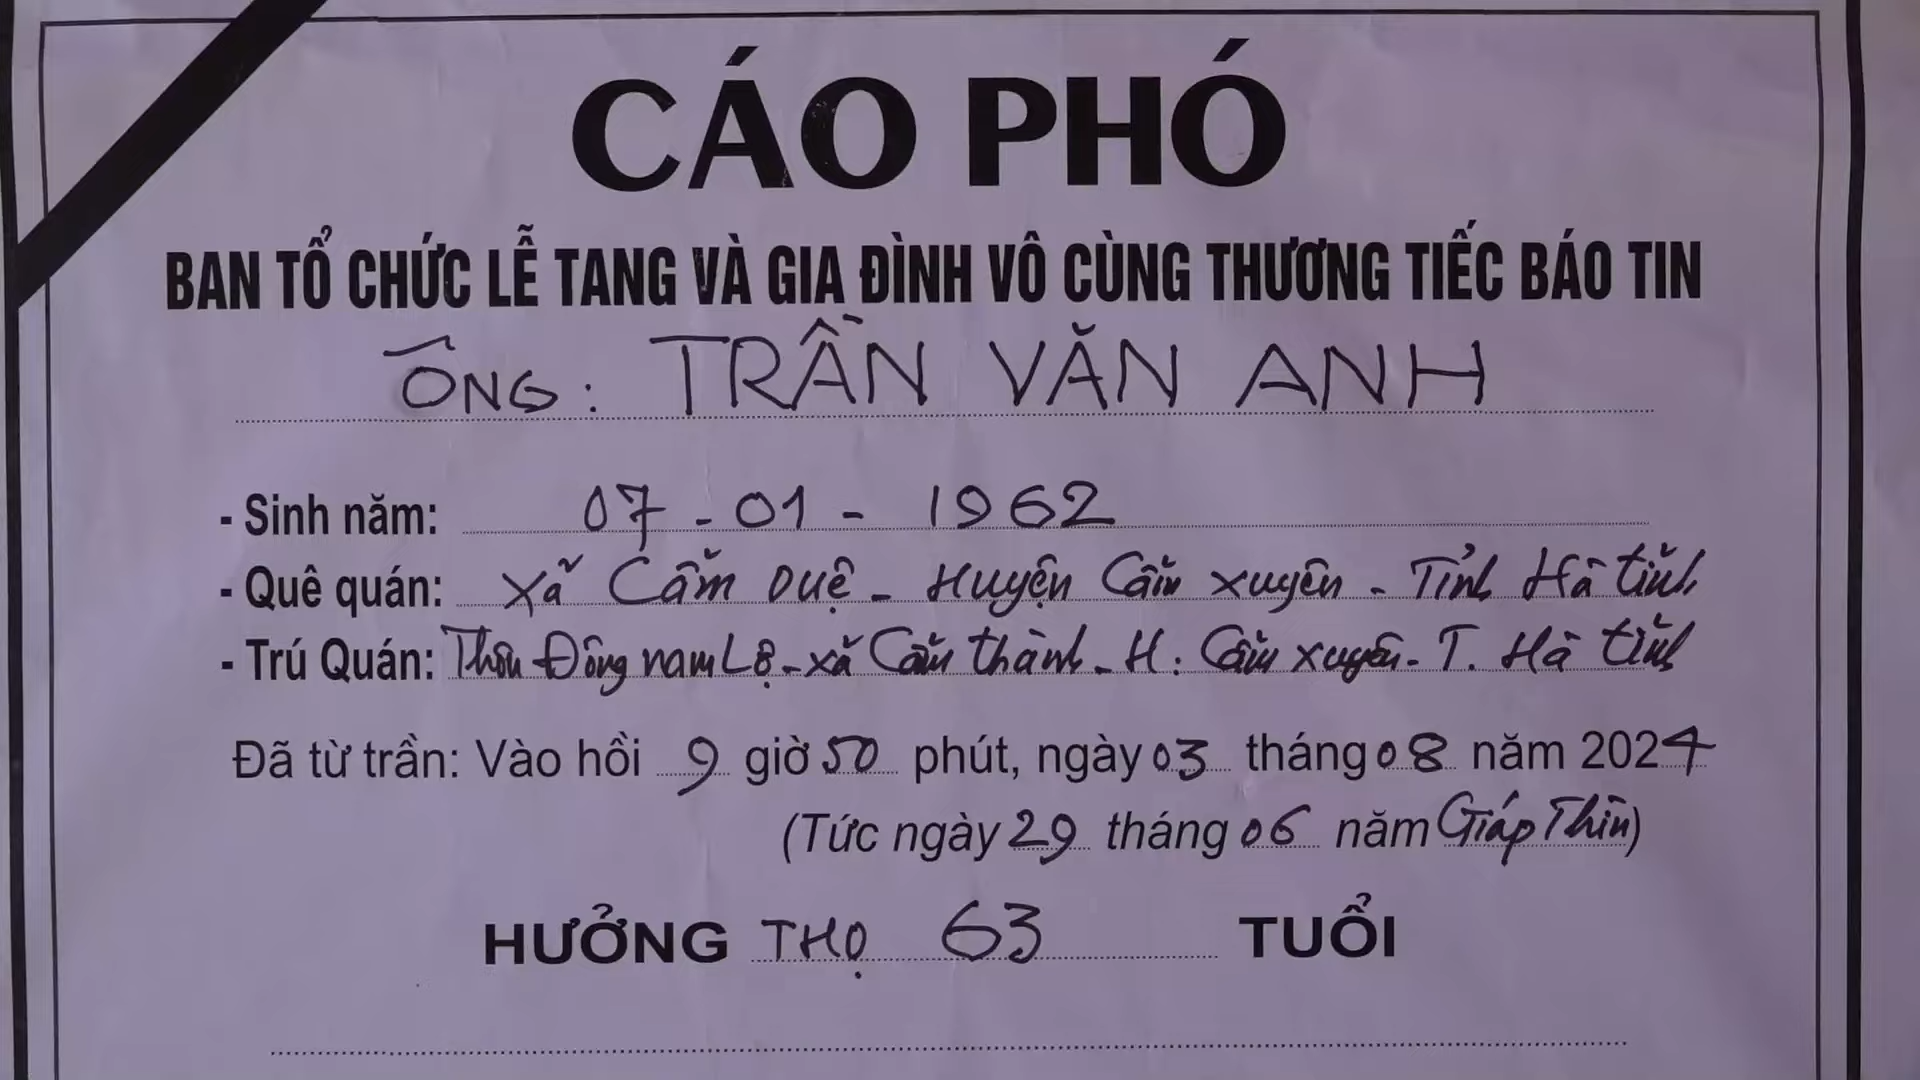 CÁO PHÓ
BAN TỔ CHỨC LỄ TANG VÀ GIA ĐÌNH VÔ CÙNG THƯƠNG TIẾC BÁO TIN
ÔNG: TRẦN VĂN ANH
- Sinh năm: 07-01-1962
- Quê quán: Xã Cẩm Duệ - Huyện Cẩm Xuyên - Tỉnh Hà Tĩnh
- Trú Quán: Thôn Đông Nam Lộ - xã Cẩm Thành - H. Cẩm Xuyên - T. Hà Tĩnh
Đã từ trần: Vào hồi 9 giờ 50 phút, ngày 03 tháng 08 năm 2024
(Tức ngày 29 tháng 06 năm Giáp Thìn)
HƯỞNG THỌ 63 TUỔI